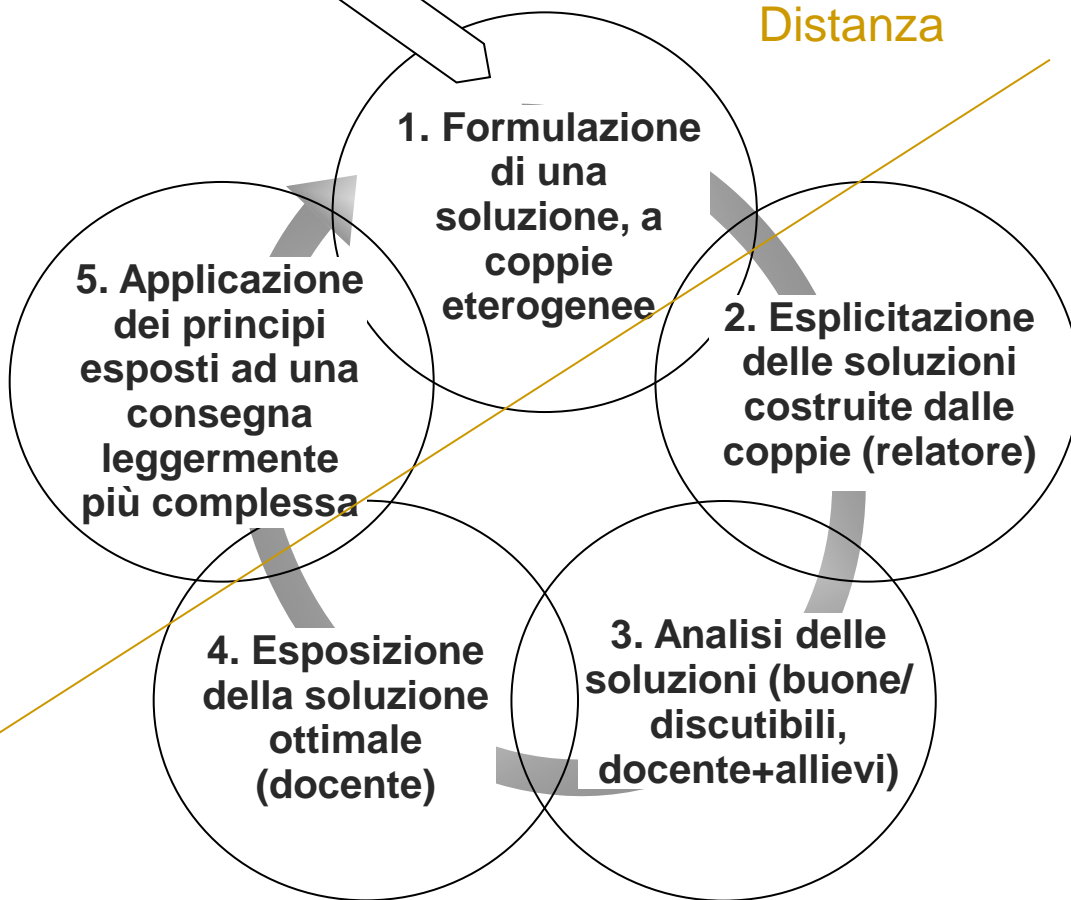 Distanza
1. Formulazione
di una
soluzione, a
coppie
eterogenee
2. Esplicitazione
delle soluzioni
costruite dalle
coppie (relatore)
3. Analisi delle
soluzioni (buone/
discutibili,
docente+allievi)
4. Esposizione
della soluzione
ottimale
(docente)
5. Applicazione
dei principi
esposti ad una
consegna
leggermente
più complessa